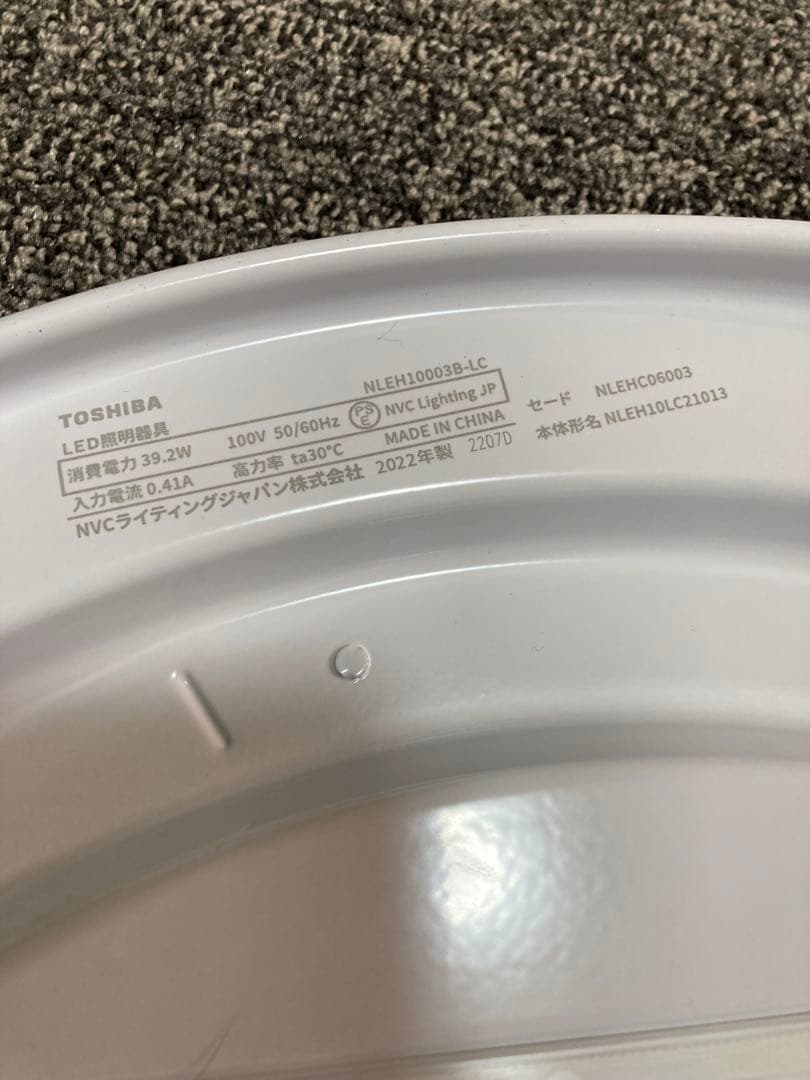 TOSHIBA NLEH10003B-LC
LED照明器具
消費電力 39.2W 100V 50/60Hz PSE NVC Lighting JP
入力電流 0.41A 高力率 ta30°C MADE IN CHINA
NVCライティングジャパン株式会社 2022年製 2207D
セード NLEHC06003
本体形名 NLEH10LC21013